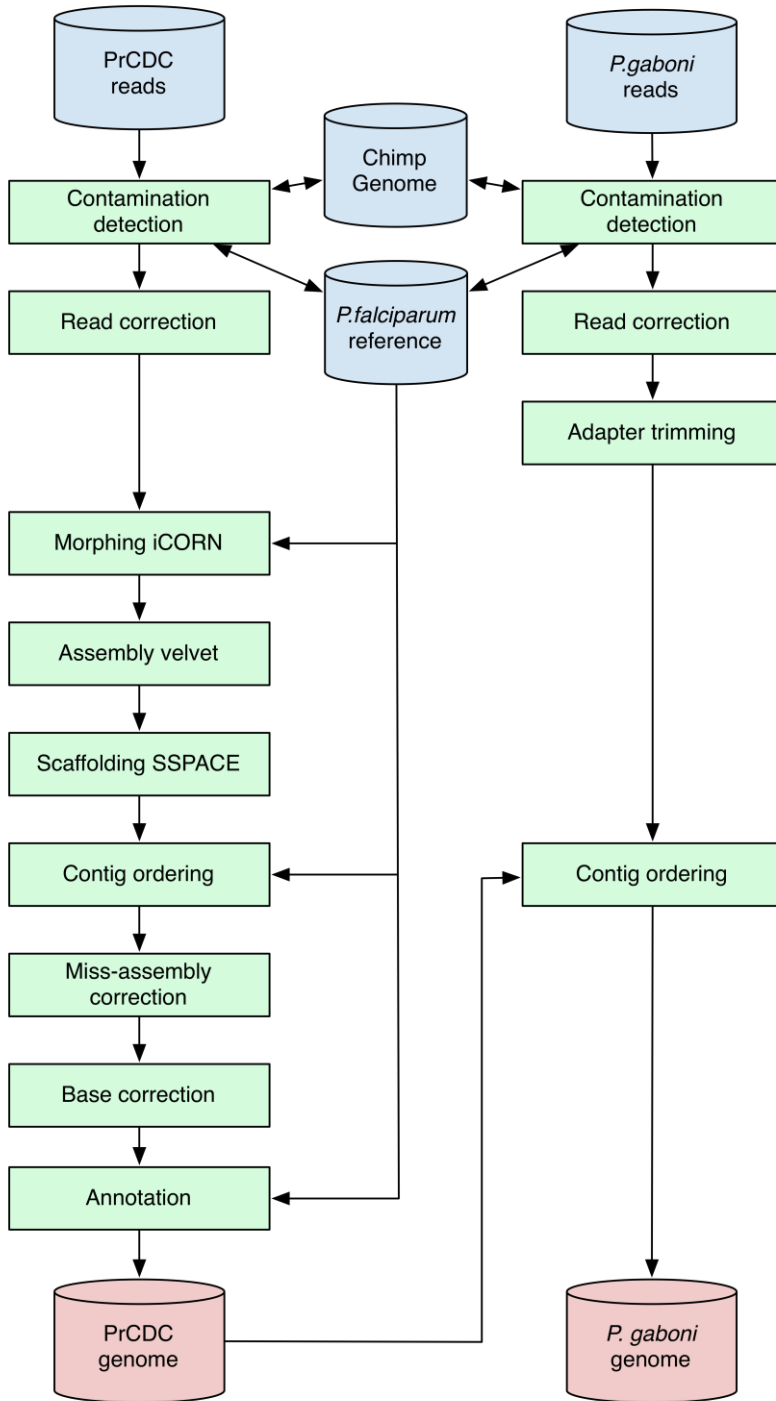 PrCDC
reads
P.gaboni
reads
Chimp
Genome
Contamination
detection
Contamination
detection
P.falciparum
reference
Read correction
Read correction
Adapter trimming
Morphing iCORN
Assembly velvet
Scaffolding SSPACE
Contig ordering
Contig ordering
Miss-assembly
correction
Base correction
Annotation
PrCDC
genome
P. gaboni
genome